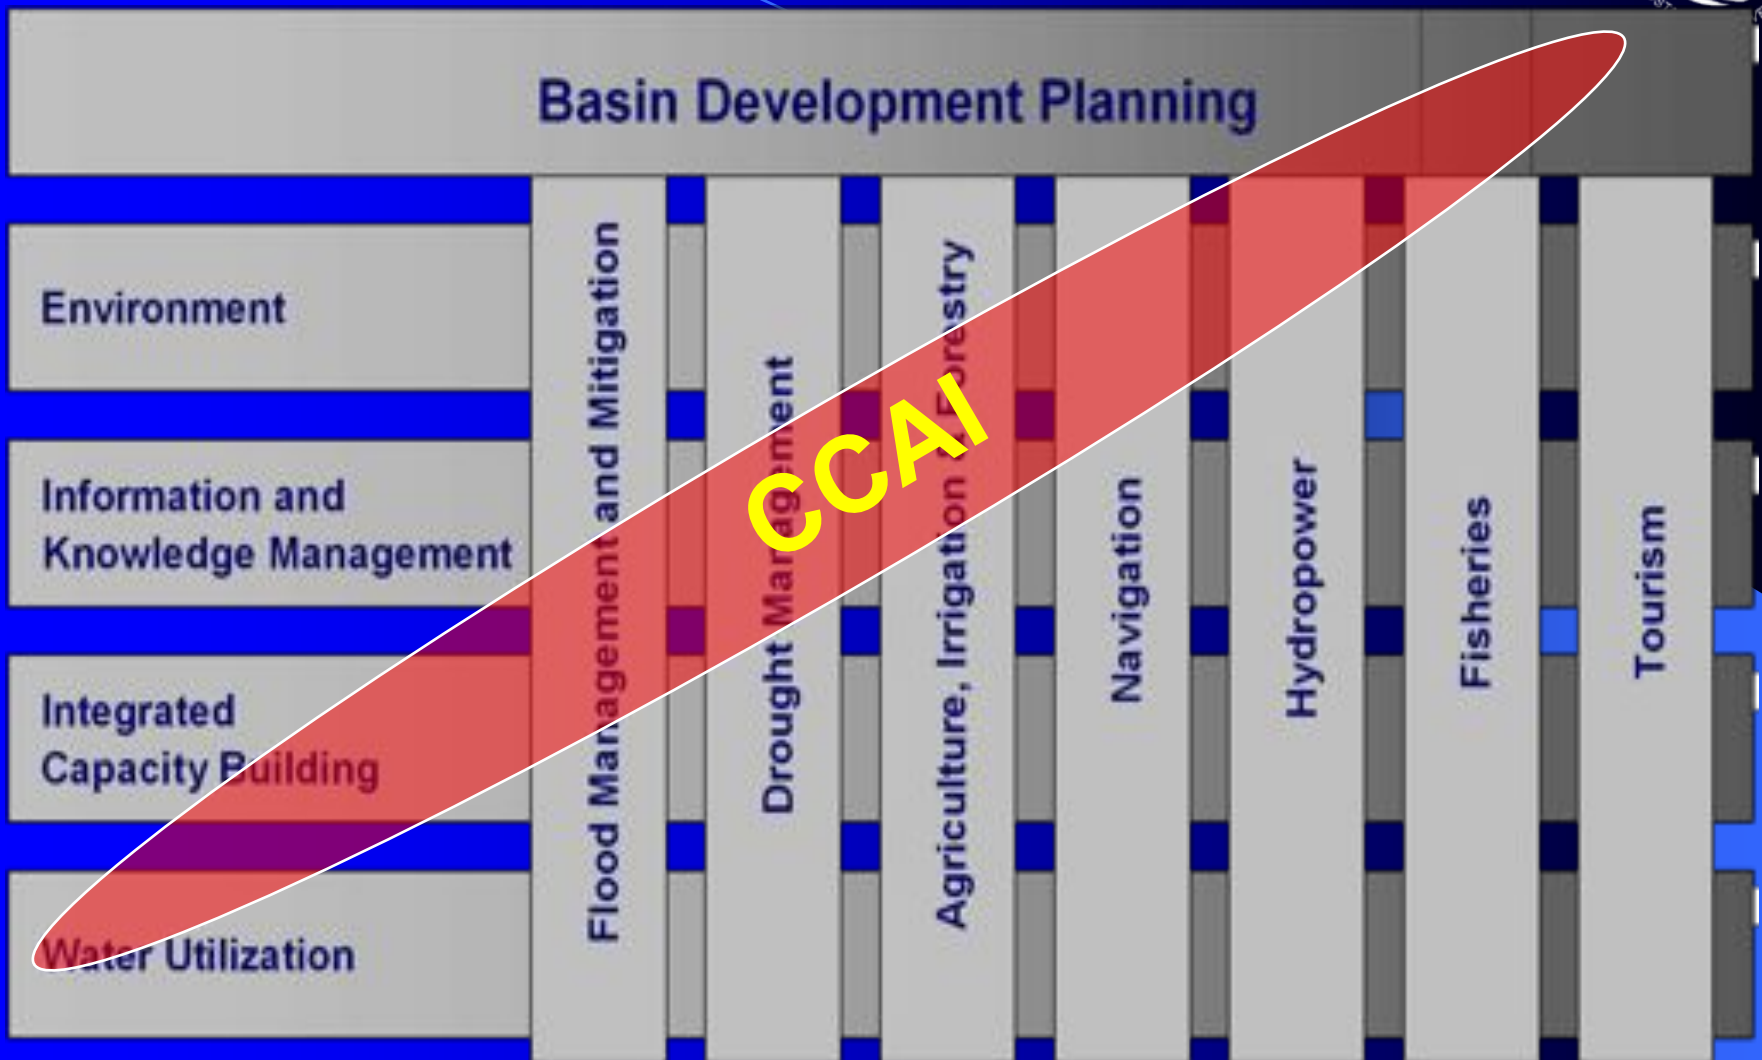 Basin Development Planning
Environment
Information and
Knowledge Management
Integrated
Capacity Building
Water Utilization
Flood Management and Mitigation
Drought Management
Agriculture, Irrigation & Forestry
Navigation
Hydropower
Fisheries
Tourism
CCAI